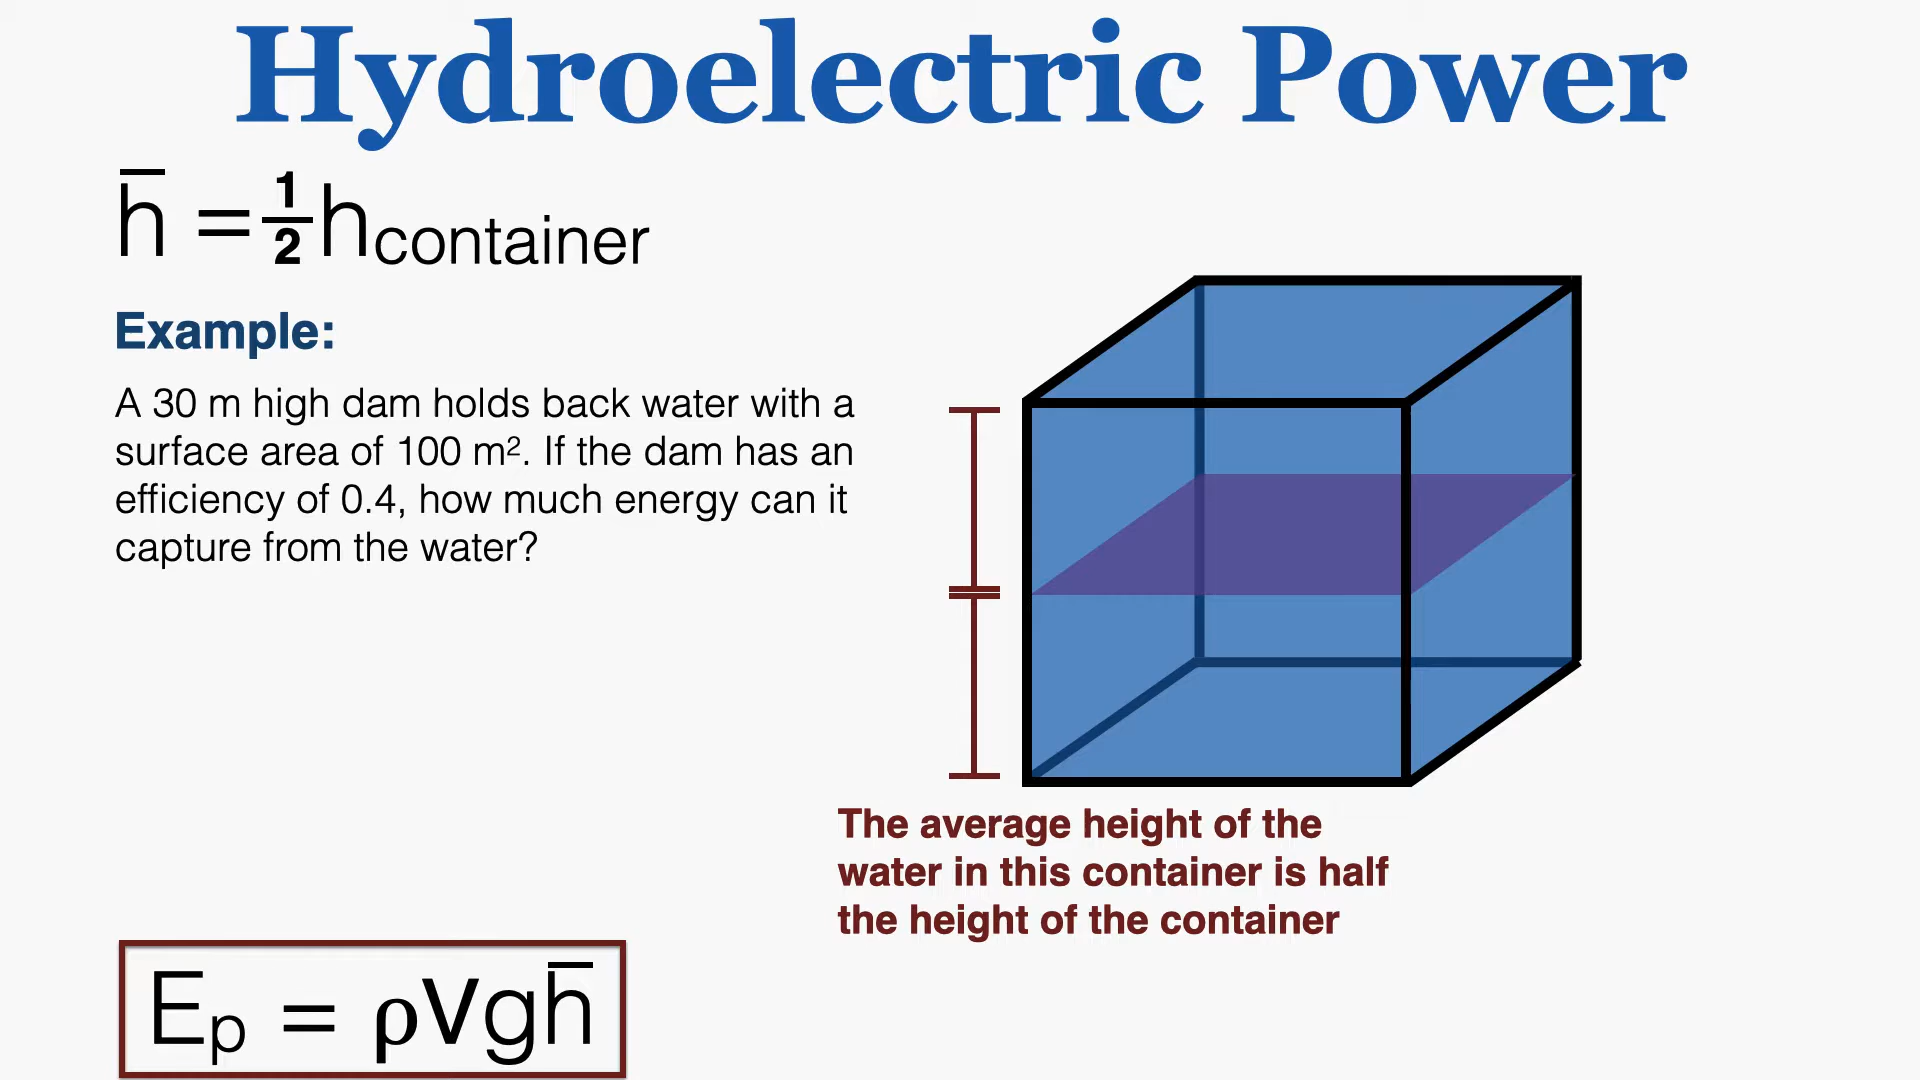 Hydroelectric Power
h̅ = ½hcontainer
Example:
A 30 m high dam holds back water with a
surface area of 100 m². If the dam has an
efficiency of 0.4, how much energy can it
capture from the water?
The average height of the
water in this container is half
the height of the container
Eₚ = ρVgh̅